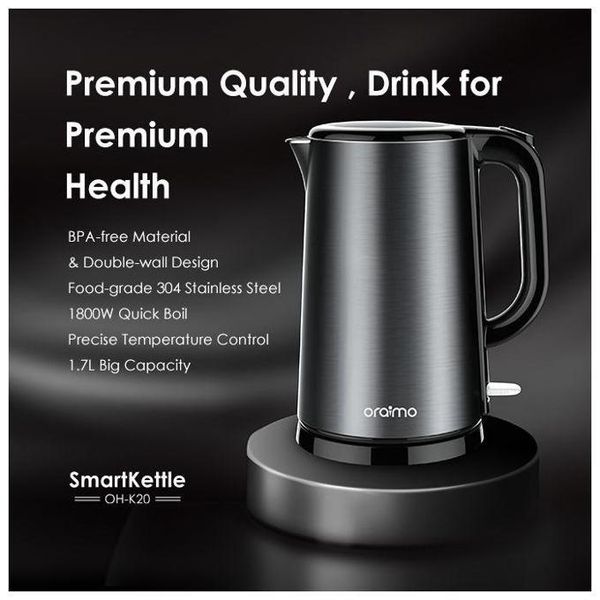 Premium Quality , Drink for
Premium
Health
BPA-free Material
& Double-wall Design
Food-grade 304 Stainless Steel
1800W Quick Boil
Precise Temperature Control
1.7L Big Capacity
oraimo
SmartKettle
OH-K20